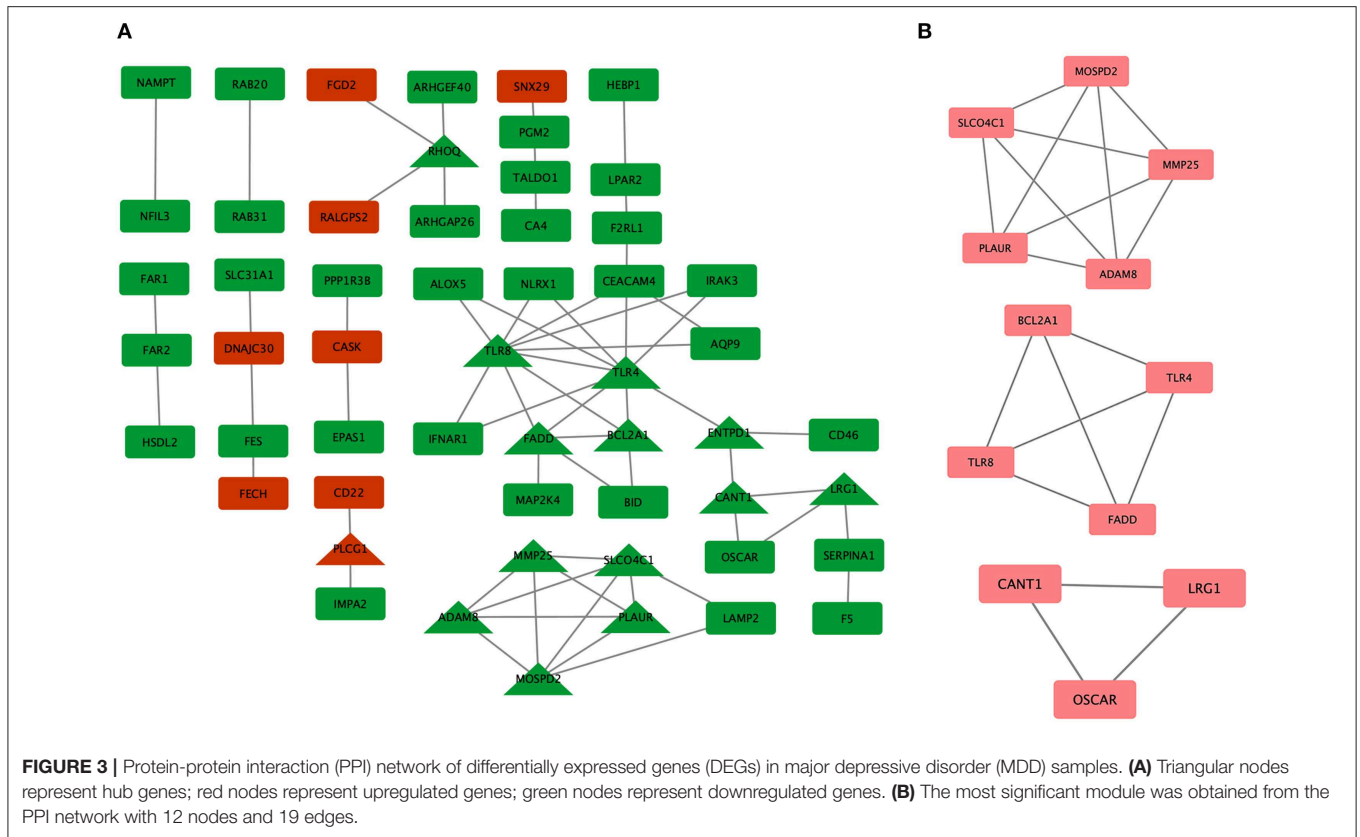 A
B
NAMPT
RAB20
FGD2
ARHGEF40
SNX29
HEBP1
RHOQ
PGM2
TALDO1
LPAR2
NFIL3
RAB31
RALGPS2
ARHGAP26
CA4
F2RL1
FAR1
SLC31A1
PPP1R3B
ALOX5
NLRX1
CEACAM4
IRAK3
FAR2
DNAJC30
CASK
TLR8
AQP9
TLR4
HSDL2
FES
EPAS1
IFNAR1
FADD
BCL2A1
ENTPD1
CD46
FECH
CD22
MAP2K4
BID
CANT1
LRG1
PLCG1
MMP25
SLCO4C1
OSCAR
SERPINA1
IMPA2
ADAM8
PLAUR
LAMP2
F5
MOSPD2
MOSPD2
SLCO4C1
MMP25
PLAUR
ADAM8
BCL2A1
TLR4
TLR8
FADD
CANT1
LRG1
OSCAR
FIGURE 3 | Protein-protein interaction (PPI) network of differentially expressed genes (DEGs) in major depressive disorder (MDD) samples. (A) Triangular nodes
represent hub genes; red nodes represent upregulated genes; green nodes represent downregulated genes. (B) The most significant module was obtained from the
PPI network with 12 nodes and 19 edges.